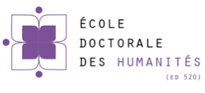 ÉCOLE
DOCTORALE
DES HUMANITÉS
(ED 520)